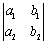 |a₁ b₁|
|a₂ b₂|